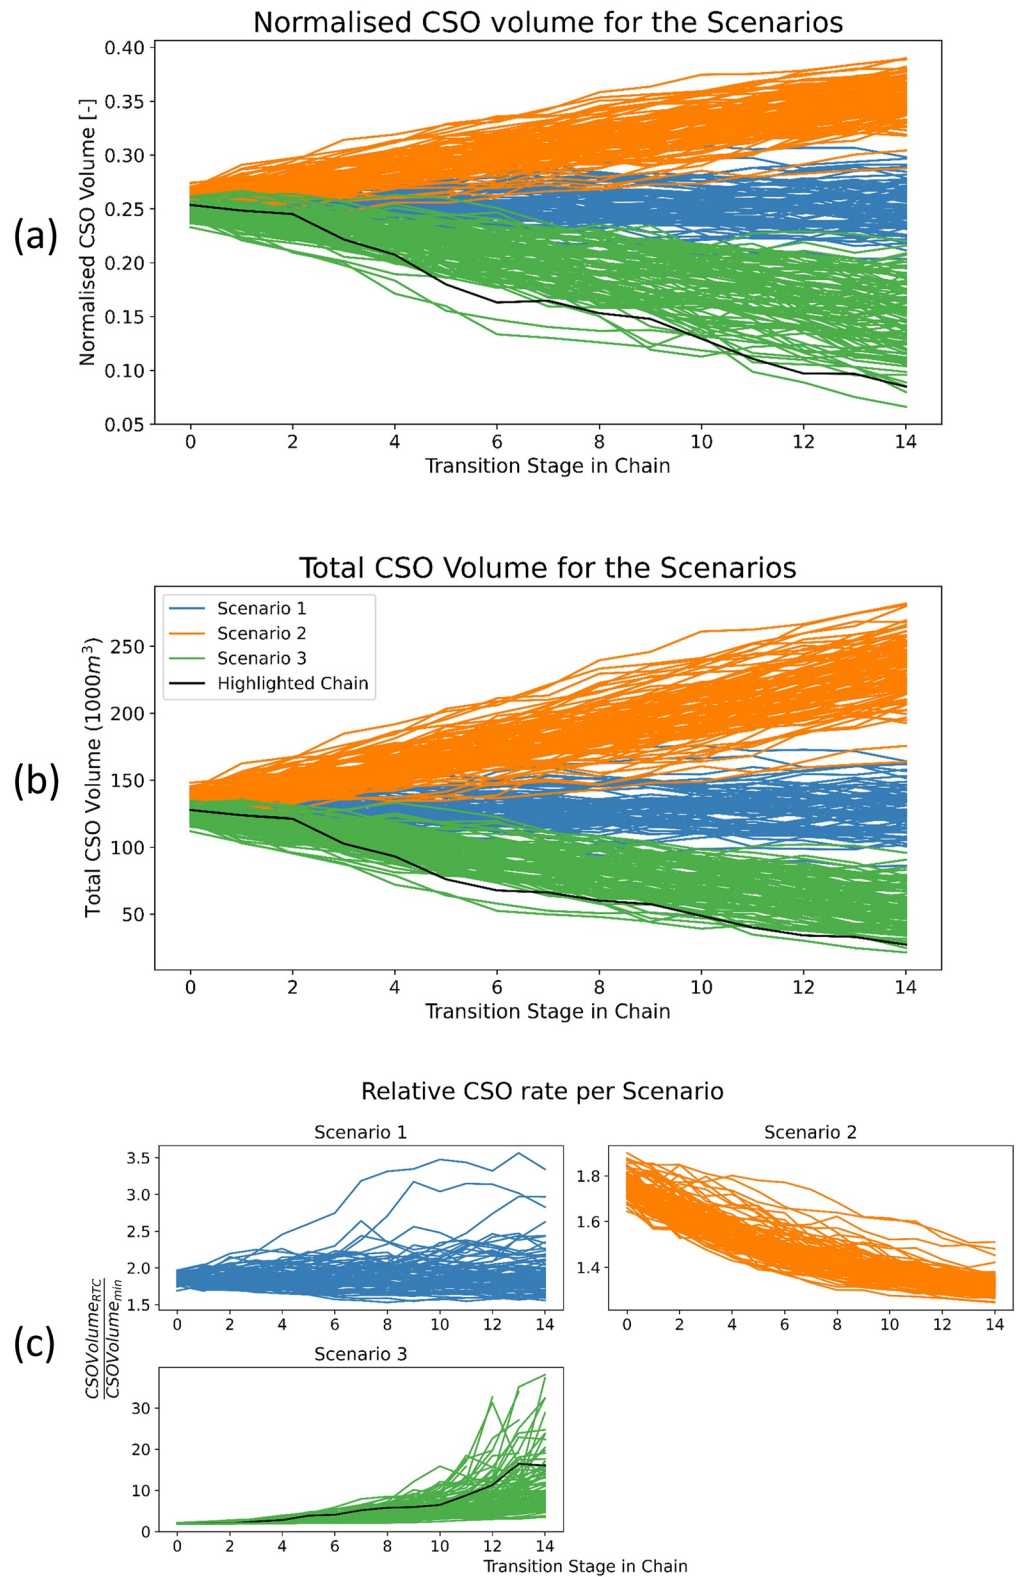 Normalised CSO volume for the Scenarios
(a)
Normalised CSO Volume [-]
0.40
0.35
0.30
0.25
0.20
0.15
0.10
0.05
0 2 4 6 8 10 12 14
Transition Stage in Chain
Total CSO Volume for the Scenarios
(b)
Total CSO Volume (1000m³)
250
200
150
100
50
Scenario 1
Scenario 2
Scenario 3
Highlighted Chain
0 2 4 6 8 10 12 14
Transition Stage in Chain
Relative CSO rate per Scenario
(c)
CSOVolume_RTC
CSOVolume_min
Scenario 1
3.5
3.0
2.5
2.0
1.5
0 2 4 6 8 10 12 14
Scenario 2
1.8
1.6
1.4
0 2 4 6 8 10 12 14
Scenario 3
30
20
10
0
0 2 4 6 8 10 12 14
Transition Stage in Chain